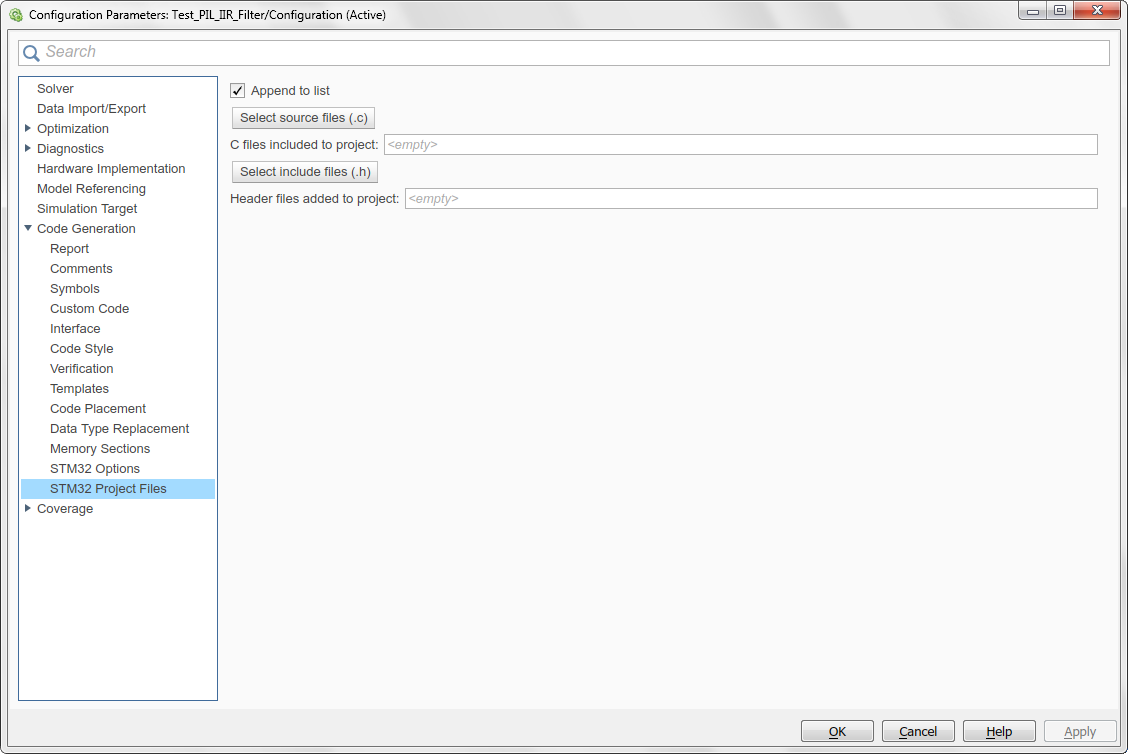 Configuration Parameters: Test_PIL_IIR_Filter/Configuration (Active)
Search
Solver
Data Import/Export
Optimization
Diagnostics
Hardware Implementation
Model Referencing
Simulation Target
Code Generation
Report
Comments
Symbols
Custom Code
Interface
Code Style
Verification
Templates
Code Placement
Data Type Replacement
Memory Sections
STM32 Options
STM32 Project Files
Coverage
Append to list
Select source files (.c)
C files included to project: <empty>
Select include files (.h)
Header files added to project: <empty>
OK Cancel Help Apply